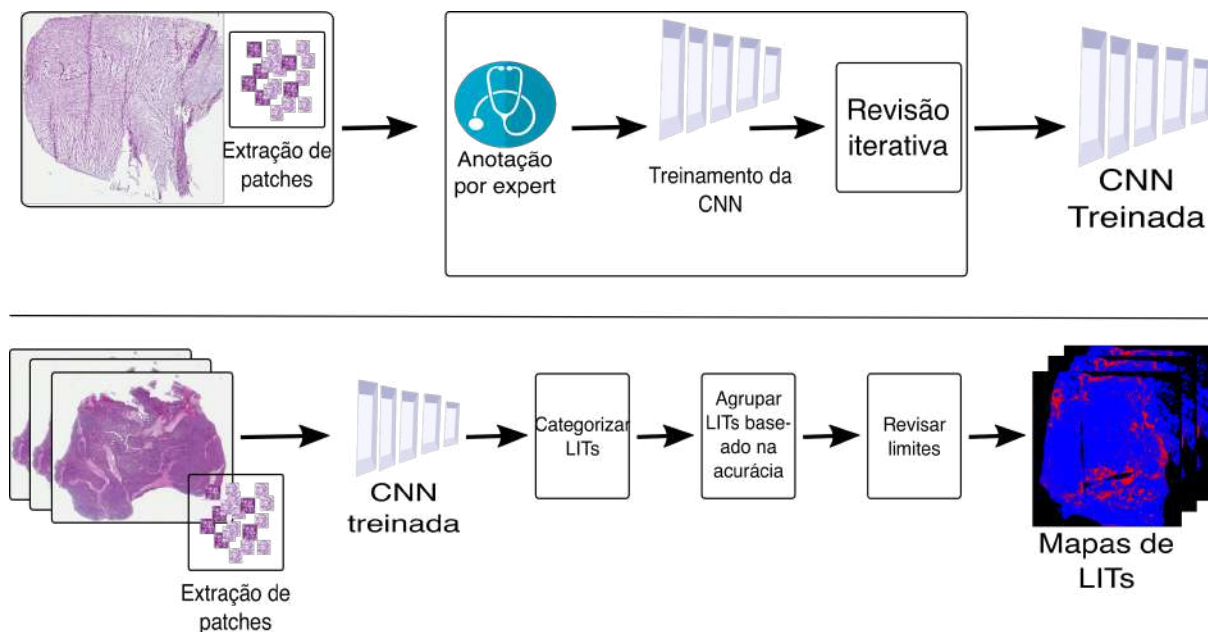 Extração de
patches
Anotação
por expert
Treinamento da
CNN
Revisão
iterativa
CNN
Treinada
Extração de
patches
CNN
treinada
Categorizar
LITs
Agrupar
LITs base-
ado na
acurácia
Revisar
limites
Mapas de
LITs